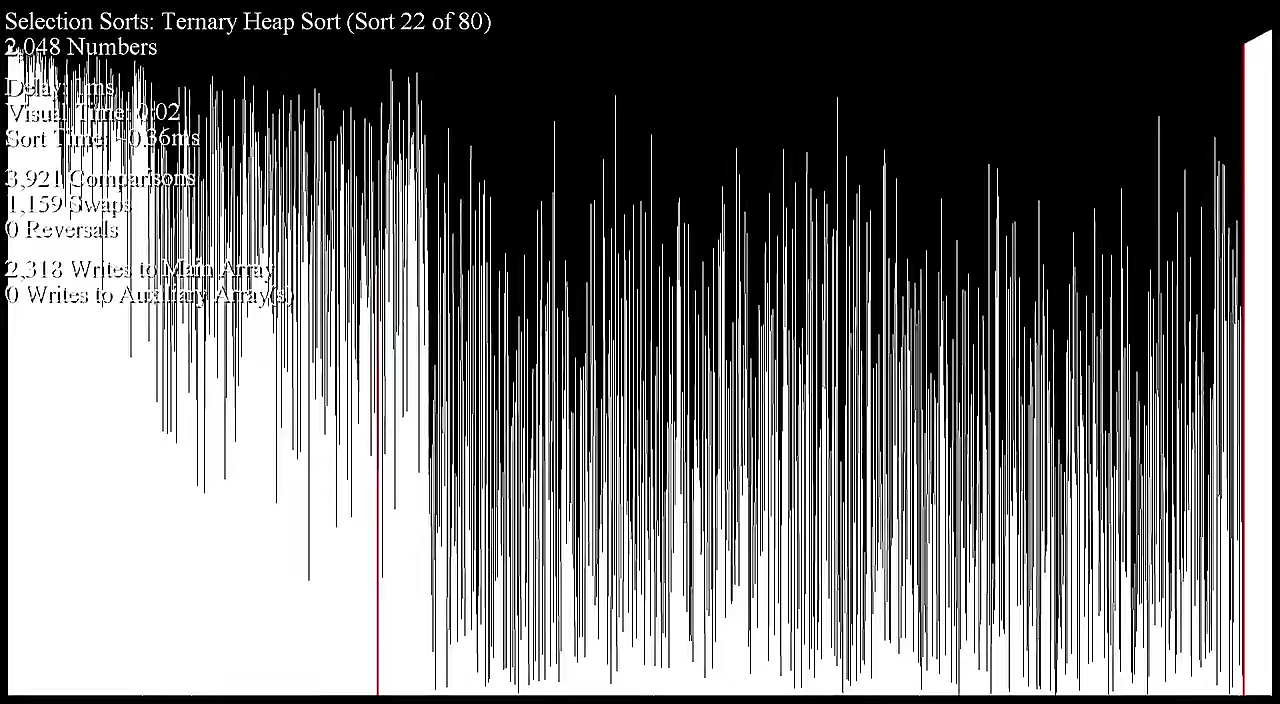 Selection Sorts: Ternary Heap Sort (Sort 22 of 80)
2,048 Numbers
Delay: 1ms
Visual Time: 0:02
Sort Time: ~0.36ms
3,921 Comparisons
1,159 Swaps
0 Reversals
2,318 Writes to Main Array
0 Writes to Auxiliary Array(s)